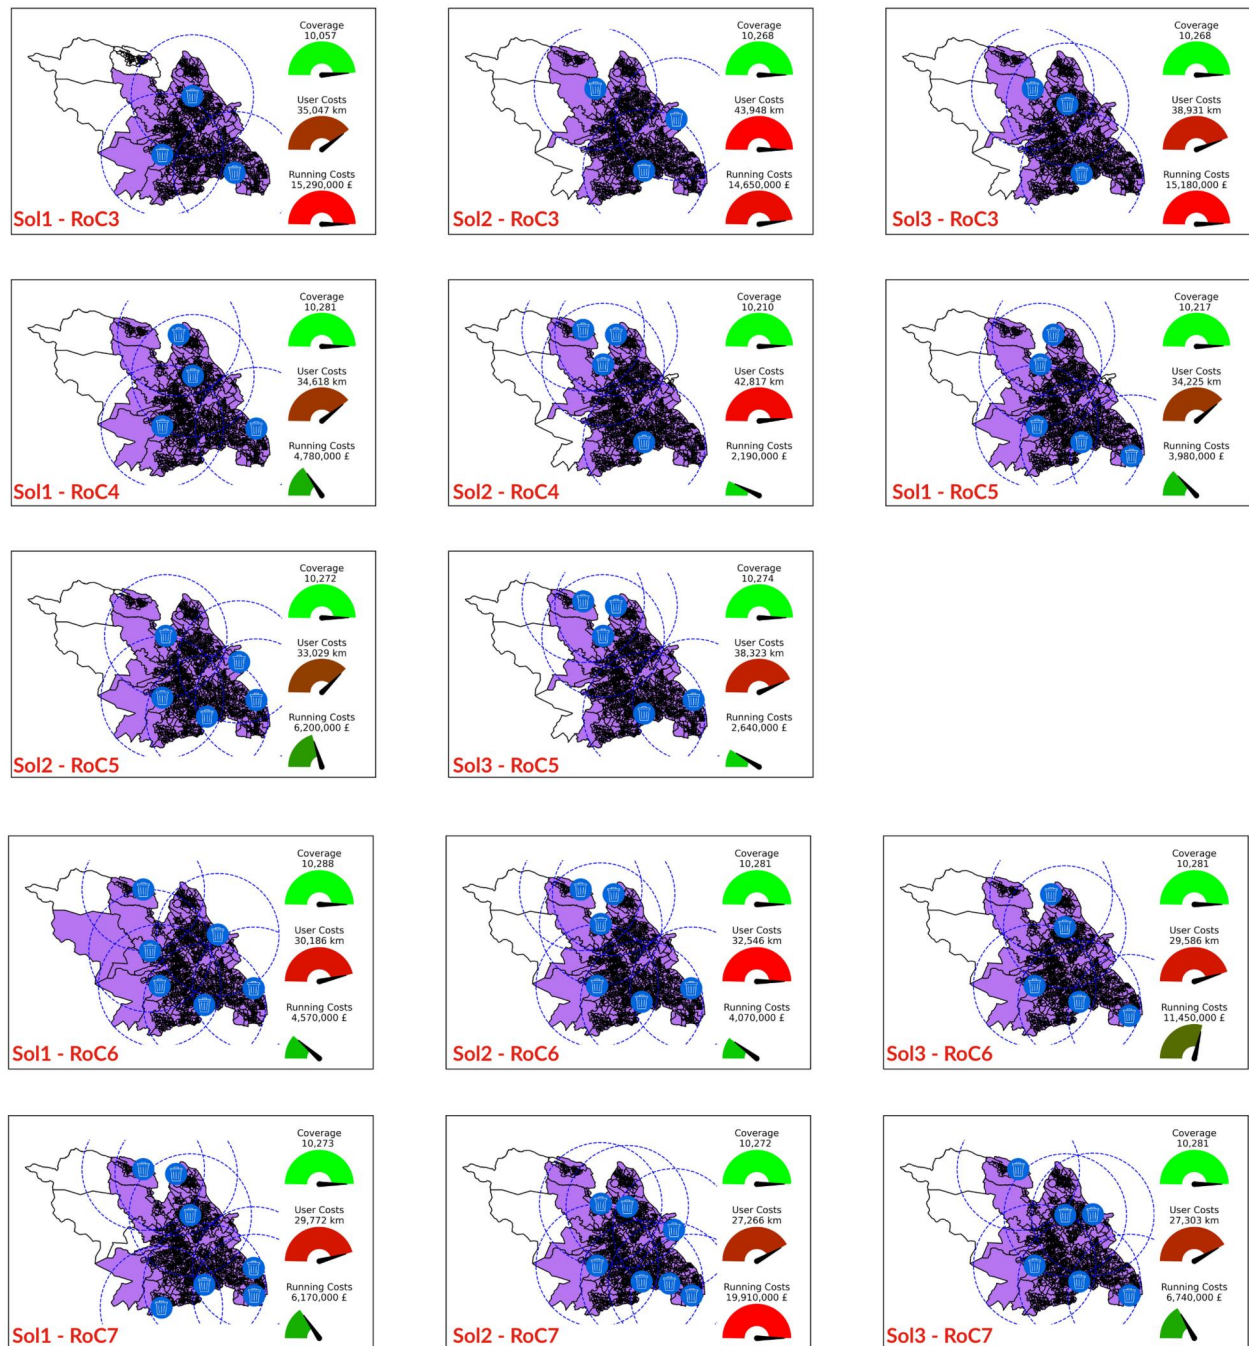 Coverage
10,057
User Costs
35,047 km
Running Costs
15,290,000 £
Sol1 - RoC3
Coverage
10,268
User Costs
43,948 km
Running Costs
14,650,000 £
Sol2 - RoC3
Coverage
10,268
User Costs
38,931 km
Running Costs
15,180,000 £
Sol3 - RoC3
Coverage
10,281
User Costs
34,618 km
Running Costs
4,780,000 £
Sol1 - RoC4
Coverage
10,210
User Costs
42,817 km
Running Costs
2,190,000 £
Sol2 - RoC4
Coverage
10,217
User Costs
34,225 km
Running Costs
3,980,000 £
Sol1 - RoC5
Coverage
10,272
User Costs
33,029 km
Running Costs
6,200,000 £
Sol2 - RoC5
Coverage
10,274
User Costs
38,323 km
Running Costs
2,640,000 £
Sol3 - RoC5
Coverage
10,288
User Costs
30,186 km
Running Costs
4,570,000 £
Sol1 - RoC6
Coverage
10,281
User Costs
32,546 km
Running Costs
4,070,000 £
Sol2 - RoC6
Coverage
10,281
User Costs
29,586 km
Running Costs
11,450,000 £
Sol3 - RoC6
Coverage
10,273
User Costs
29,772 km
Running Costs
6,170,000 £
Sol1 - RoC7
Coverage
10,272
User Costs
27,266 km
Running Costs
19,910,000 £
Sol2 - RoC7
Coverage
10,281
User Costs
27,303 km
Running Costs
6,740,000 £
Sol3 - RoC7